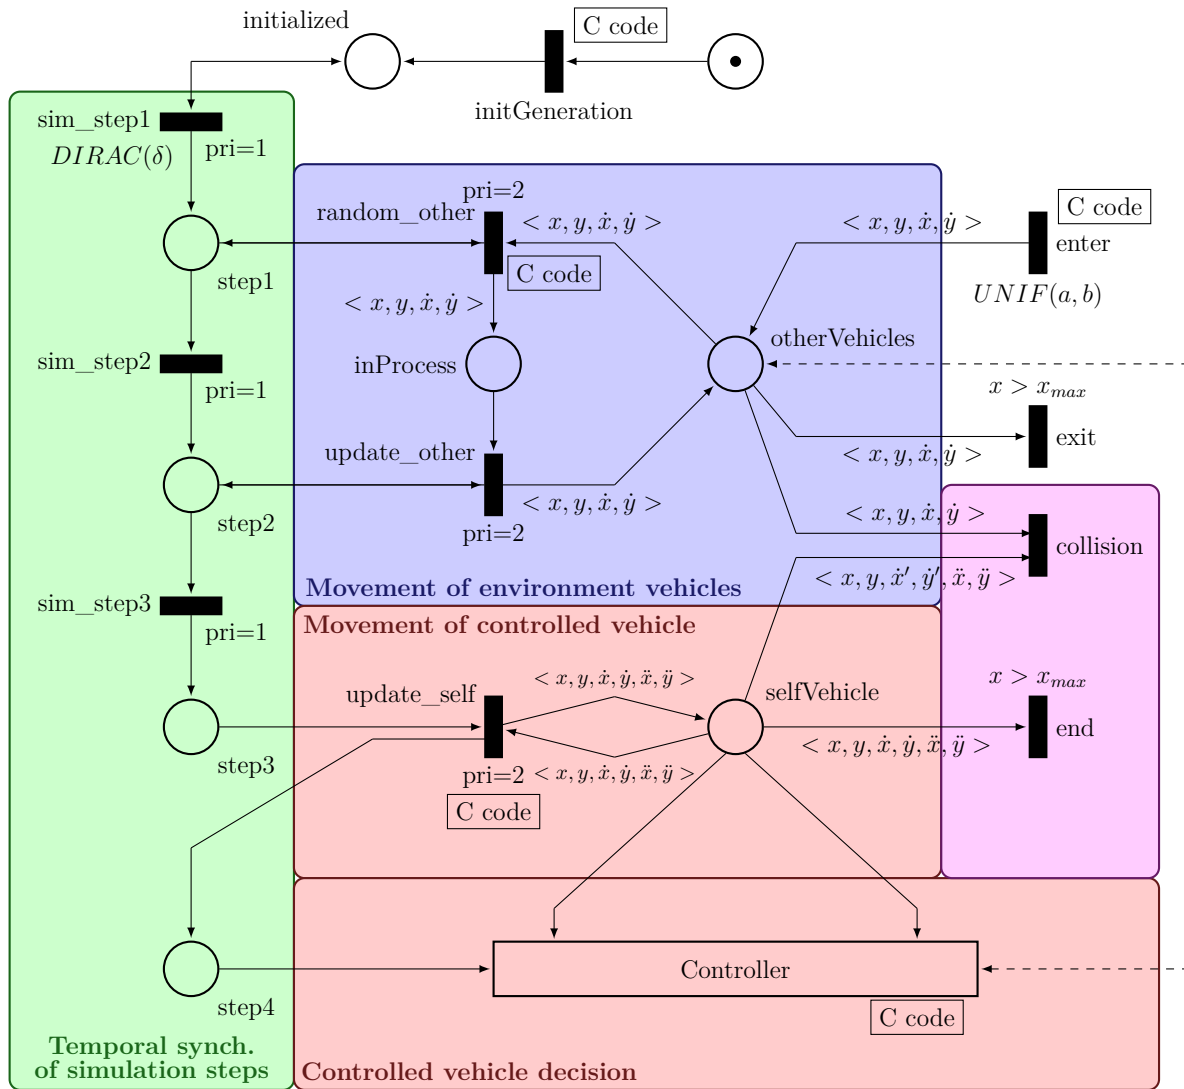 initialized
C code
initGeneration
sim_step1
DIRAC(δ)
pri=1
pri=2
random_other
< x, y, ẋ, ẏ >
< x, y, ẋ, ẏ >
C code
enter
UNIF(a, b)
step1
C code
< x, y, ẋ, ẏ >
sim_step2
pri=1
inProcess
otherVehicles
x > x_max
exit
< x, y, ẋ, ẏ >
update_other
< x, y, ẋ, ẏ >
pri=2
step2
< x, y, ẋ, ẏ >
collision
< x, y, ẋ′, ẏ′, ẍ, ÿ >
Movement of environment vehicles
sim_step3
pri=1
Movement of controlled vehicle
update_self
< x, y, ẋ, ẏ, ẍ, ÿ >
selfVehicle
x > x_max
end
< x, y, ẋ, ẏ, ẍ, ÿ >
step3
pri=2
< x, y, ẋ, ẏ, ẍ, ÿ >
C code
Controller
step4
C code
Temporal synch.
of simulation steps
Controlled vehicle decision